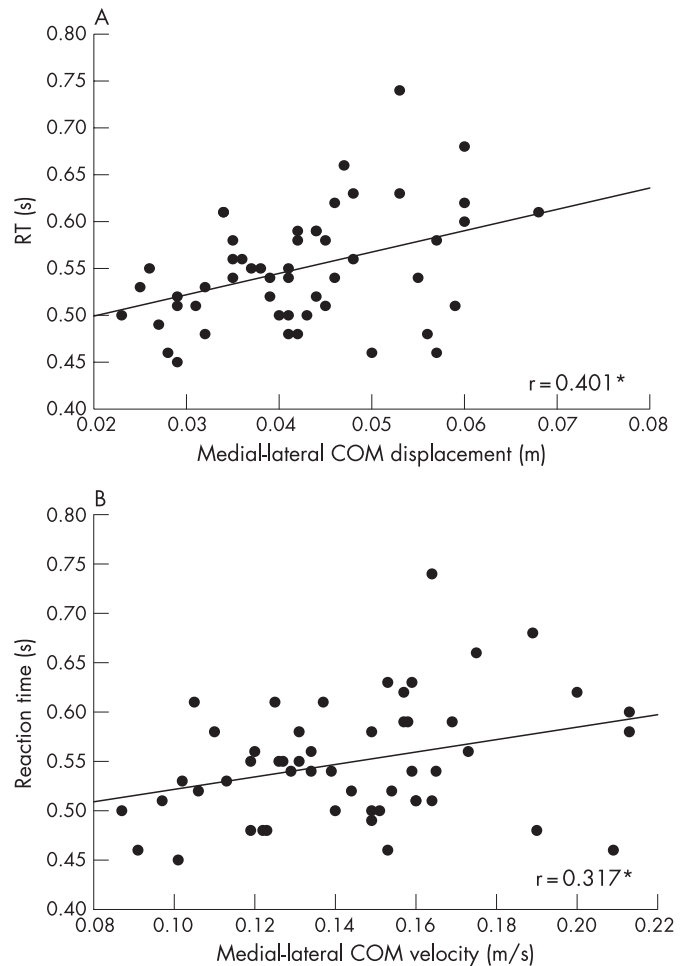 A
0.80
0.75
0.70
0.65
0.60
0.55
0.50
0.45
0.40
RT (s)
r = 0.401*
0.02 0.03 0.04 0.05 0.06 0.07 0.08
Medial-lateral COM displacement (m)
B
0.80
0.75
0.70
0.65
0.60
0.55
0.50
0.45
0.40
Reaction time (s)
r = 0.317*
0.08 0.10 0.12 0.14 0.16 0.18 0.20 0.22
Medial-lateral COM velocity (m/s)